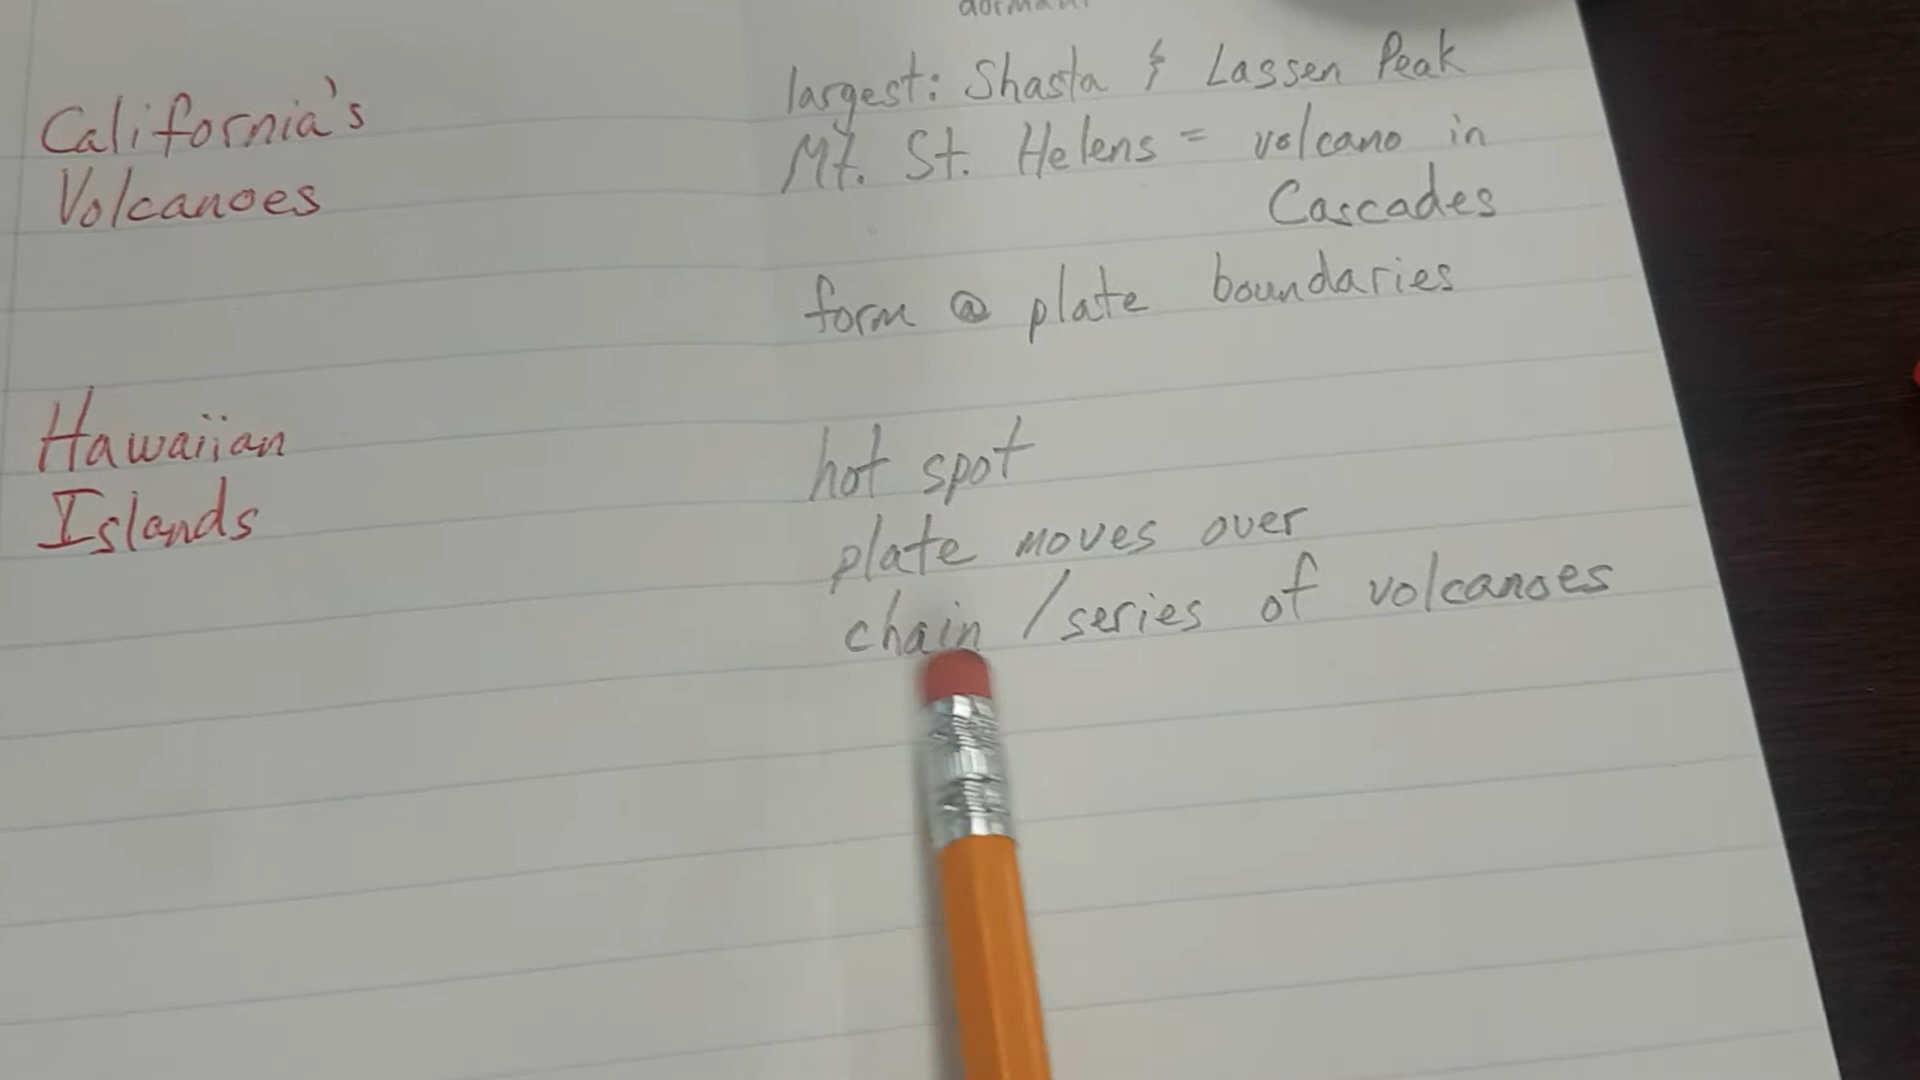 dormant
California's
Volcanoes
largest: Shasta & Lassen Peak
Mt. St. Helens = volcano in
Cascades
form @ plate boundaries
Hawaiian
Islands
hot spot
plate moves over
chain/series of volcanoes